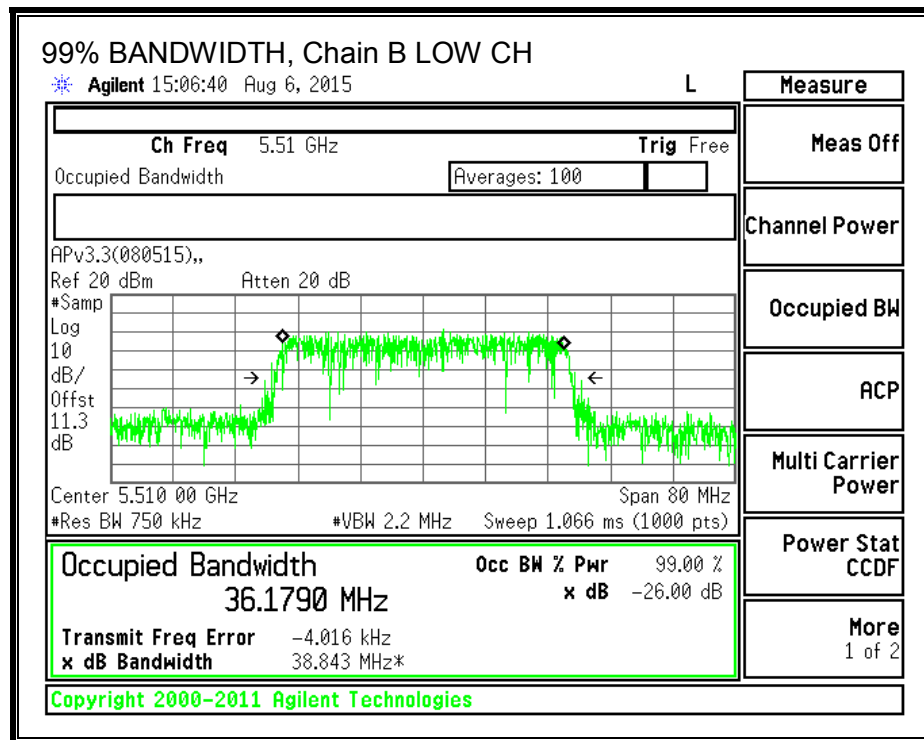 99% BANDWIDTH, Chain B LOW CH
Agilent 15:06:40 Aug 6, 2015 L
Measure
Ch Freq 5.51 GHz Trig Free
Meas Off
Occupied Bandwidth Averages: 100
Channel Power
APv3.3(080515),,
Ref 20 dBm Atten 20 dB
#Samp
Log
10
dB/
Offst
11.3
dB
Occupied BW
ACP
Center 5.510 00 GHz Span 80 MHz
#Res BW 750 kHz #VBW 2.2 MHz Sweep 1.066 ms (1000 pts)
Multi Carrier
Power
Occupied Bandwidth Occ BW % Pwr 99.00 %
36.1790 MHz x dB -26.00 dB
Transmit Freq Error -4.016 kHz
x dB Bandwidth 38.843 MHz*
Power Stat
CCDF
More
1 of 2
Copyright 2000-2011 Agilent Technologies